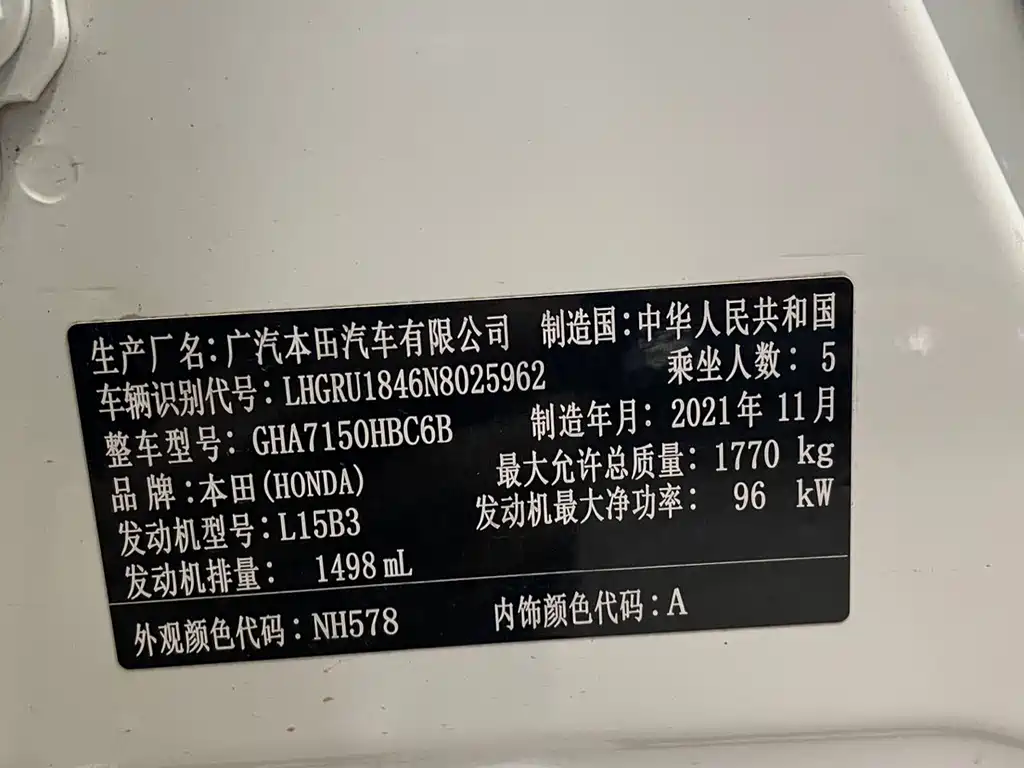 生产厂名:广汽本田汽车有限公司 制造国:中华人民共和国
车辆识别代号:LHGRU1846N8025962 乘坐人数:5
整车型号:GHA7150HBC6B 制造年月:2021年11月
品牌:本田(HONDA) 最大允许总质量:1770 kg
发动机型号:L15B3 发动机最大净功率:96 kW
发动机排量:1498mL
外观颜色代码:NH578 内饰颜色代码:A